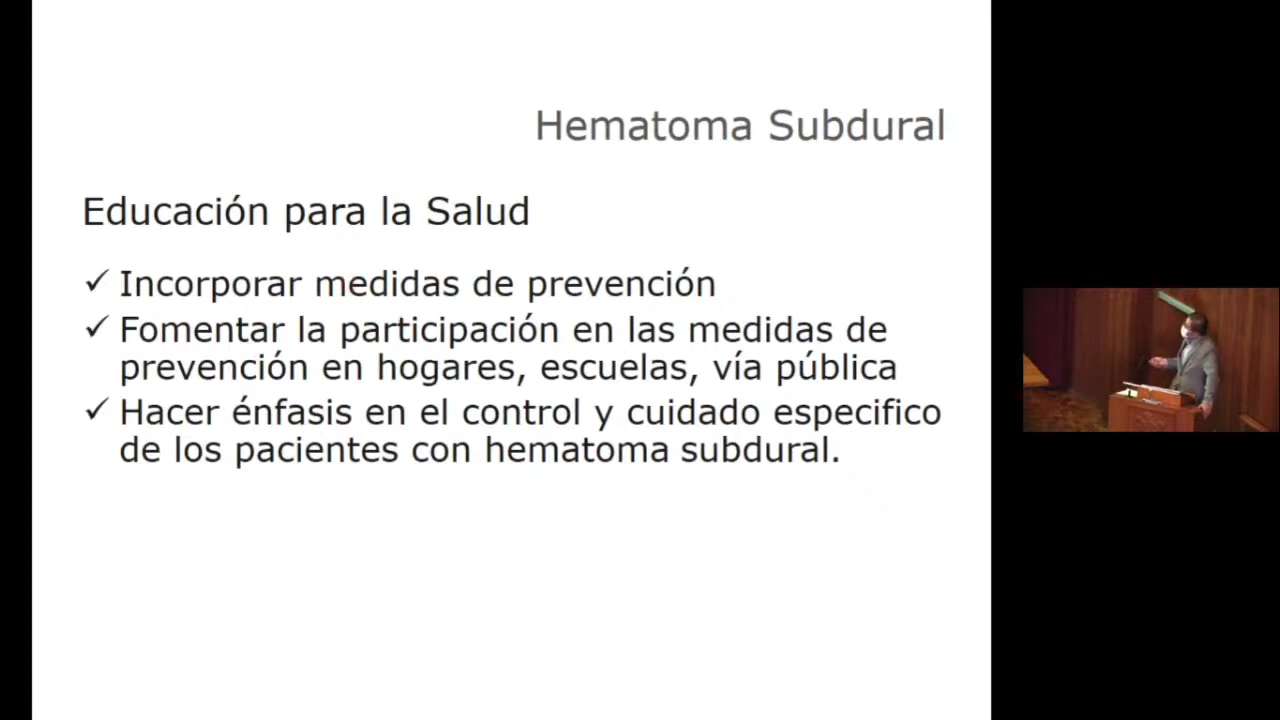 Hematoma Subdural
Educación para la Salud
✓ Incorporar medidas de prevención
✓ Fomentar la participación en las medidas de
prevención en hogares, escuelas, vía pública
✓ Hacer énfasis en el control y cuidado especifico
de los pacientes con hematoma subdural.